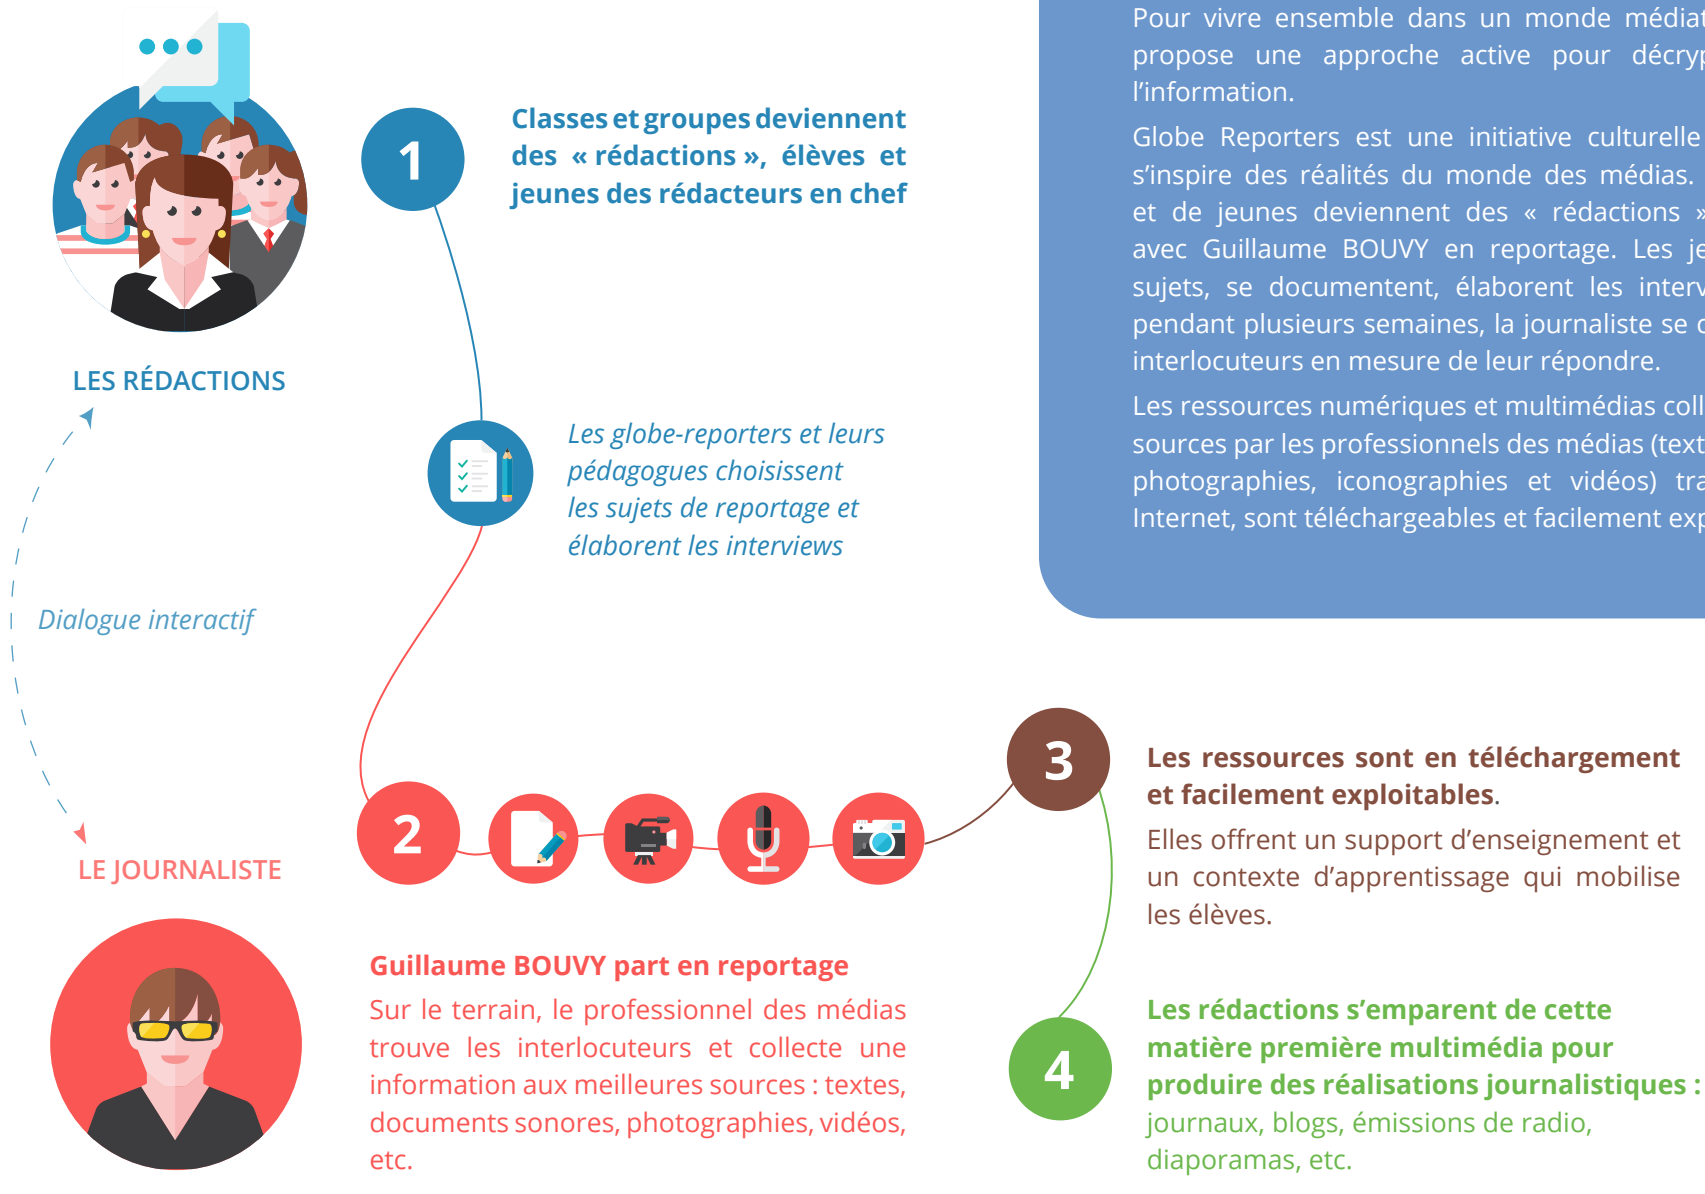 1
Classes et groupes deviennent
des « rédactions », élèves et
jeunes des rédacteurs en chef
LES RÉDACTIONS
Les globe-reporters et leurs
pédagogues choisissent
les sujets de reportage et
élaborent les interviews
Dialogue interactif
LE JOURNALISTE
2
Guillaume BOUVY part en reportage
Sur le terrain, le professionnel des médias
trouve les interlocuteurs et collecte une
information aux meilleures sources : textes,
documents sonores, photographies, vidéos,
etc.
Pour vivre ensemble dans un monde
propose une approche active pour
l’information.
Globe Reporters est une initiative culturelle
s’inspire des réalités du monde des médias.
et de jeunes deviennent des « rédactions »
avec Guillaume BOUVY en reportage. Les
sujets, se documentent, élaborent les
pendant plusieurs semaines, la journaliste se
interlocuteurs en mesure de leur répondre.
Les ressources numériques et multimédias
sources par les professionnels des médias
photographies, iconographies et vidéos)
Internet, sont téléchargeables et facilement
3
Les ressources sont en téléchargement
et facilement exploitables.
Elles offrent un support d’enseignement et
un contexte d’apprentissage qui mobilise
les élèves.
4
Les rédactions s’emparent de cette
matière première multimédia pour
produire des réalisations journalistiques :
journaux, blogs, émissions de radio,
diaporamas, etc.